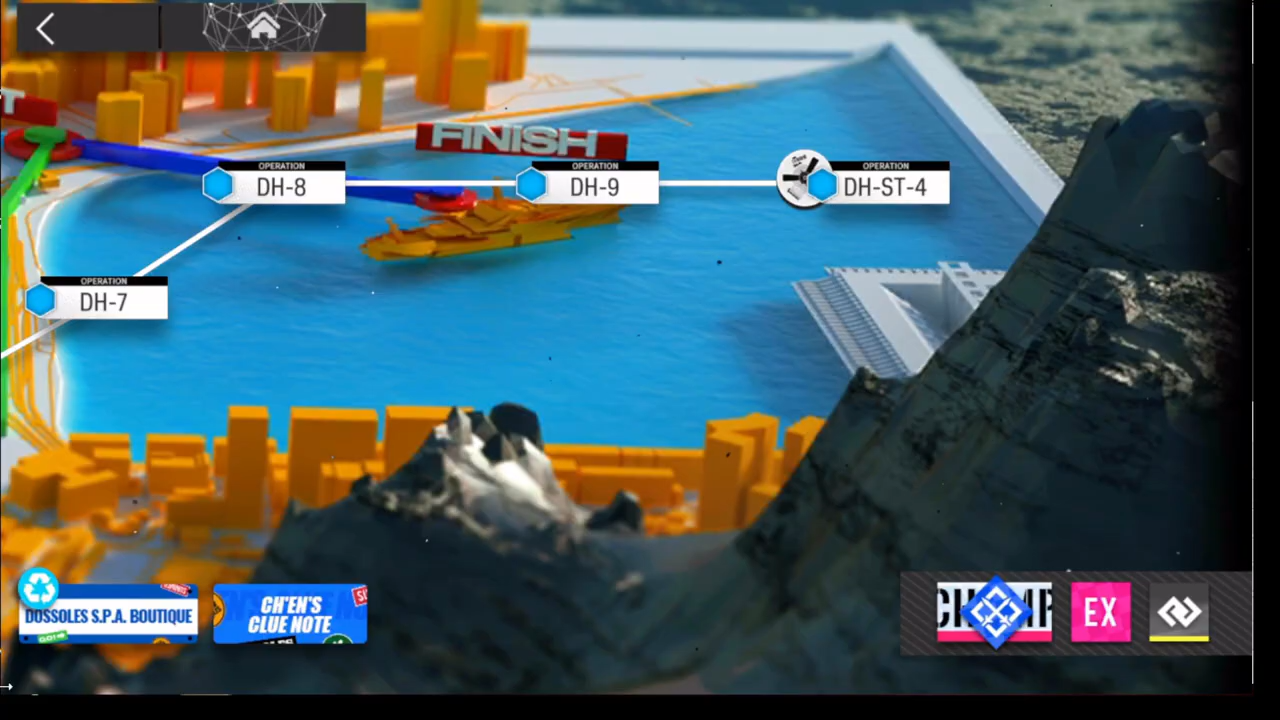 T
FINISH
OPERATION
DH-8
OPERATION
DH-9
OPERATION
DH-ST-4
OPERATION
DH-7
DOSSOLES S.P.A. BOUTIQUE
GO!
CH'EN'S
CLUE NOTE
EX